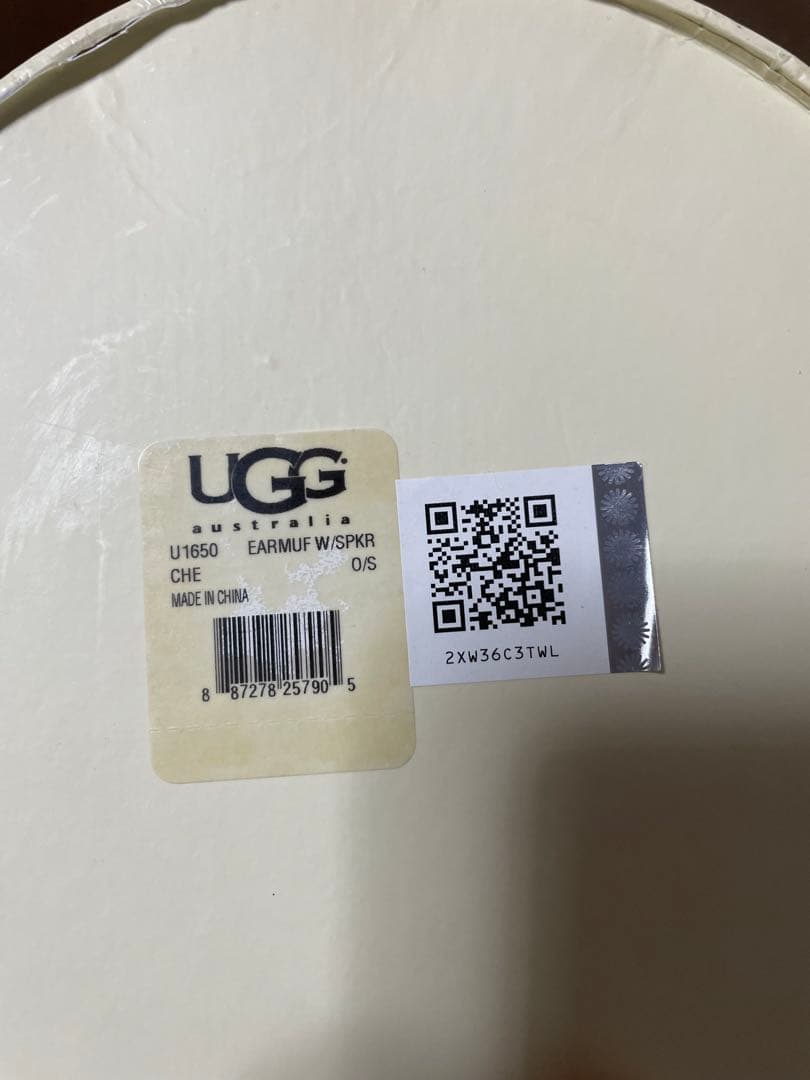 UGG
australia
U1650 EARMUF W/SPKR
CHE O/S
MADE IN CHINA
8 87278 25790 5
2XW36C3TWL